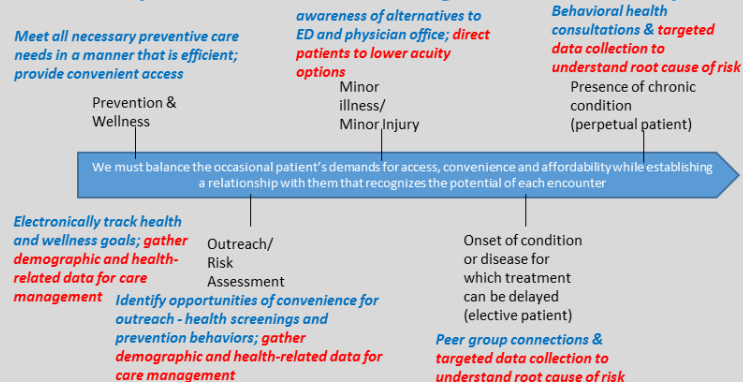 awareness of alternatives to
ED and physician office; direct
patients to lower acuity
options
Behavioral health
consultations & targeted
data collection to
understand root cause of risk
Meet all necessary preventive care
needs in a manner that is efficient;
provide convenient access
Prevention &
Wellness
Minor
illness/
Minor Injury
Presence of chronic
condition
(perpetual patient)
We must balance the occasional patient's demands for access, convenience and affordability while establishing
a relationship with them that recognizes the potential of each encounter
Electronically track health
and wellness goals; gather
demographic and health-
related data for care
management
Outreach/
Risk
Assessment
Identify opportunities of convenience for
outreach - health screenings and
prevention behaviors; gather
demographic and health-related data for
care management
Onset of condition
or disease for
which treatment
can be delayed
(elective patient)
Peer group connections &
targeted data collection to
understand root cause of risk